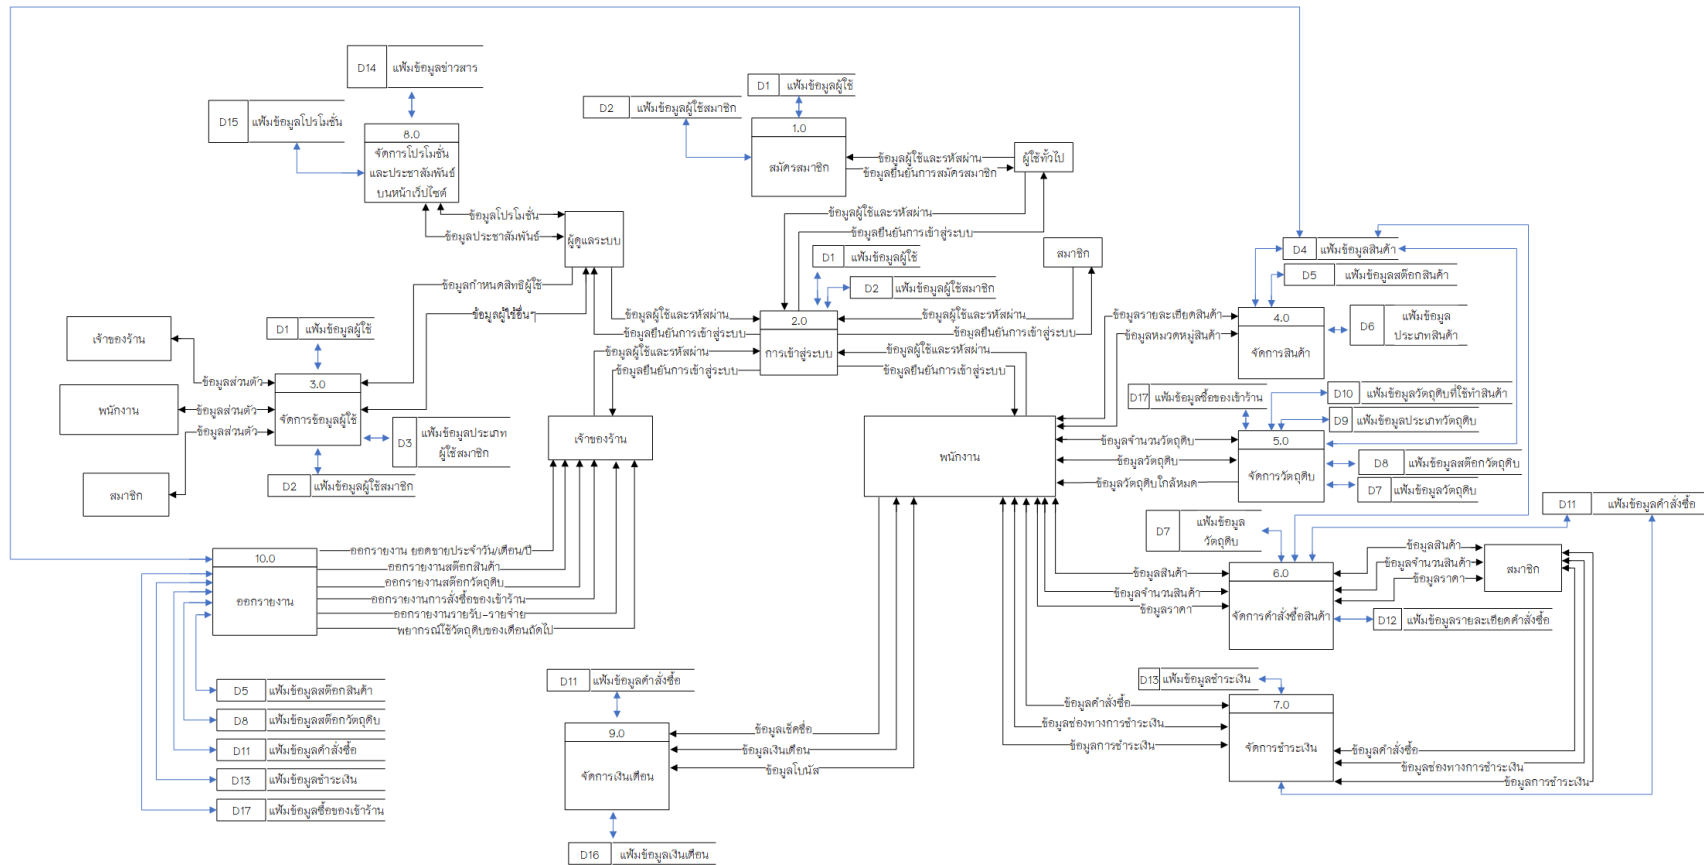 D14 แฟ้มข้อมูลข่าวสาร
D15 แฟ้มข้อมูลโปรโมชั่น
8.0
จัดการโปรโมชั่น
และประชาสัมพันธ์
บนหน้าเว็ปไซต์
ข้อมูลโปรโมชั่น
ข้อมูลประชาสัมพันธ์
ผู้ดูแลระบบ
D1 แฟ้มข้อมูลผู้ใช้
D2 แฟ้มข้อมูลผู้ใช้สมาชิก
1.0
สมัครสมาชิก
ข้อมูลผู้ใช้และรหัสผ่าน
ข้อมูลยืนยันการสมัครสมาชิก
ผู้ใช้ทั่วไป
ข้อมูลผู้ใช้และรหัสผ่าน
ข้อมูลยืนยันการเข้าสู่ระบบ
D1 แฟ้มข้อมูลผู้ใช้
D2 แฟ้มข้อมูลผู้ใช้สมาชิก
สมาชิก
ข้อมูลกำหนดสิทธิผู้ใช้
ข้อมูลผู้ใช้อื่นๆ
ข้อมูลผู้ใช้และรหัสผ่าน
ข้อมูลยืนยันการเข้าสู่ระบบ
2.0
การเข้าสู่ระบบ
ข้อมูลผู้ใช้และรหัสผ่าน
ข้อมูลยืนยันการเข้าสู่ระบบ
ข้อมูลผู้ใช้และรหัสผ่าน
ข้อมูลยืนยันการเข้าสู่ระบบ
ข้อมูลผู้ใช้และรหัสผ่าน
ข้อมูลยืนยันการเข้าสู่ระบบ
D4 แฟ้มข้อมูลสินค้า
D5 แฟ้มข้อมูลสต๊อกสินค้า
4.0
จัดการสินค้า
D6 แฟ้มข้อมูล
ประเภทสินค้า
ข้อมูลรายละเอียดสินค้า
ข้อมูลหมวดหมู่สินค้า
เจ้าของร้าน
พนักงาน
สมาชิก
ข้อมูลส่วนตัว
ข้อมูลส่วนตัว
ข้อมูลส่วนตัว
D1 แฟ้มข้อมูลผู้ใช้
3.0
จัดการข้อมูลผู้ใช้
D3 แฟ้มข้อมูลประเภท
ผู้ใช้สมาชิก
D2 แฟ้มข้อมูลผู้ใช้สมาชิก
เจ้าของร้าน
พนักงาน
D17 แฟ้มข้อมูลซื้อของเข้าร้าน
D10 แฟ้มข้อมูลวัตถุดิบที่ใช้ทำสินค้า
D9 แฟ้มข้อมูลประเภทวัตถุดิบ
5.0
จัดการวัตถุดิบ
D8 แฟ้มข้อมูลสต๊อกวัตถุดิบ
D7 แฟ้มข้อมูลวัตถุดิบ
ข้อมูลจำนวนวัตถุดิบ
ข้อมูลวัตถุดิบ
ข้อมูลวัตถุดิบใกล้หมด
D11 แฟ้มข้อมูลคำสั่งซื้อ
D7 แฟ้มข้อมูล
วัตถุดิบ
6.0
จัดการคำสั่งซื้อสินค้า
ข้อมูลสินค้า
ข้อมูลจำนวนสินค้า
ข้อมูลราคา
ข้อมูลสินค้า
ข้อมูลจำนวนสินค้า
ข้อมูลราคา
สมาชิก
D12 แฟ้มข้อมูลรายละเอียดคำสั่งซื้อ
10.0
ออกรายงาน
ออกรายงาน ยอดขายประจำวัน/เดือน/ปี
ออกรายงานสต๊อกสินค้า
ออกรายงานสต๊อกวัตถุดิบ
ออกรายงานการสั่งซื้อของเข้าร้าน
ออกรายงานรายรับ-รายจ่าย
พยากรณ์ใช้วัตถุดิบของเดือนถัดไป
D5 แฟ้มข้อมูลสต๊อกสินค้า
D8 แฟ้มข้อมูลสต๊อกวัตถุดิบ
D11 แฟ้มข้อมูลคำสั่งซื้อ
D13 แฟ้มข้อมูลชำระเงิน
D17 แฟ้มข้อมูลซื้อของเข้าร้าน
D11 แฟ้มข้อมูลคำสั่งซื้อ
9.0
จัดการเงินเดือน
ข้อมูลเช็คชื่อ
ข้อมูลเงินเดือน
ข้อมูลโบนัส
D16 แฟ้มข้อมูลเงินเดือน
D13 แฟ้มข้อมูลชำระเงิน
7.0
จัดการชำระเงิน
ข้อมูลคำสั่งซื้อ
ข้อมูลช่องทางการชำระเงิน
ข้อมูลการชำระเงิน
ข้อมูลคำสั่งซื้อ
ข้อมูลช่องทางการชำระเงิน
ข้อมูลการชำระเงิน